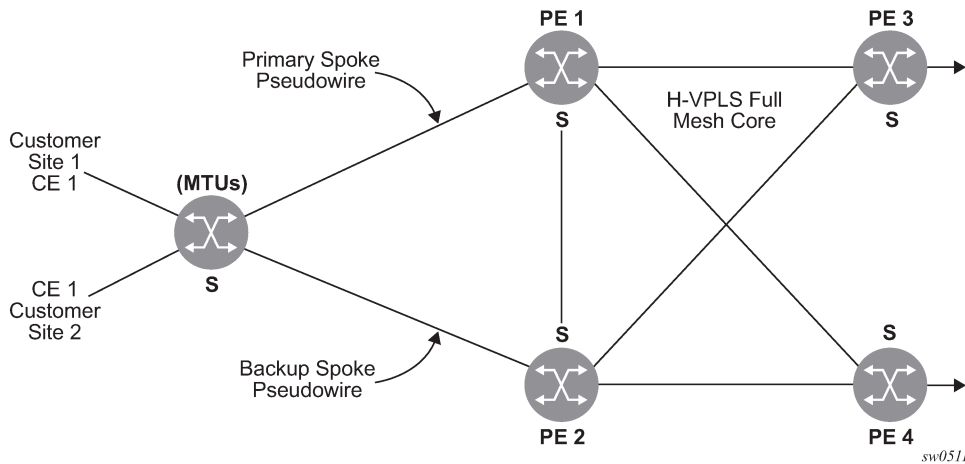 PE 1
PE 3
Primary Spoke
Pseudowire
H-VPLS Full
Mesh Core
S
S
Customer
Site 1
CE 1
(MTUs)
S
CE 1
Customer
Site 2
S
S
Backup Spoke
Pseudowire
PE 2
PE 4